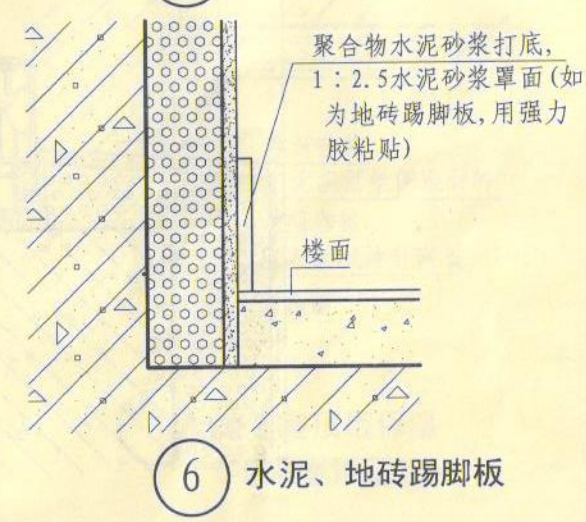 聚合物水泥砂浆打底,
1:2.5水泥砂浆罩面(如
为地砖踢脚板,用强力
胶粘贴)
楼面
6 水泥、地砖踢脚板